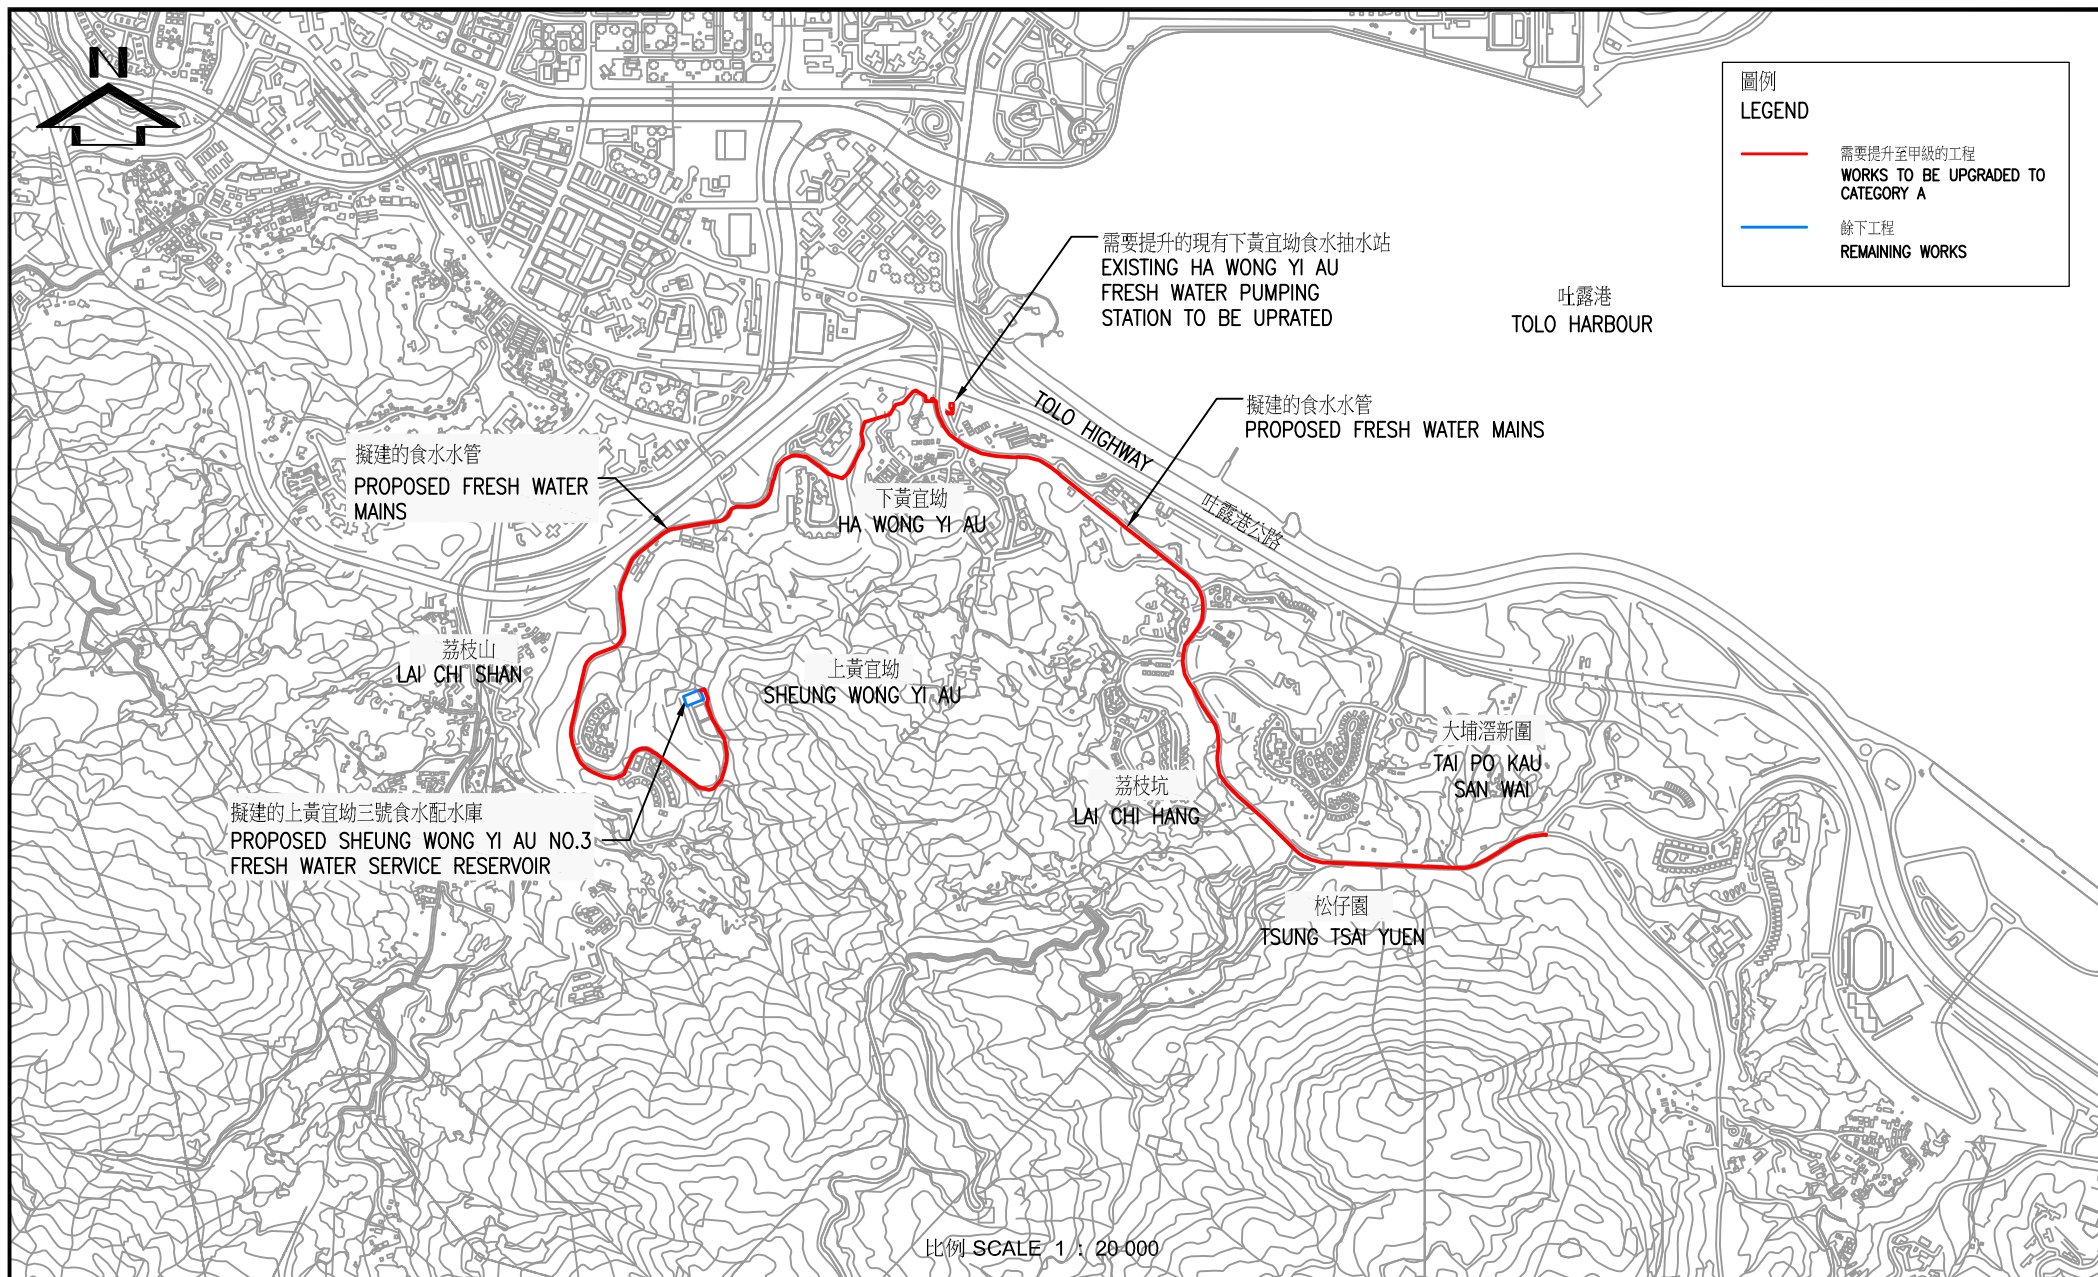 N
圖例
LEGEND
需要提升至甲級的工程
WORKS TO BE UPGRADED TO
CATEGORY A
餘下工程
REMAINING WORKS
需要提升的現有下黃宜坳食水抽水站
EXISTING HA WONG YI AU
FRESH WATER PUMPING
STATION TO BE UPRATED
吐露港
TOLO HARBOUR
TOLO HIGHWAY
吐露港公路
擬建的食水水管
PROPOSED FRESH WATER MAINS
擬建的食水水管
PROPOSED FRESH WATER
MAINS
下黃宜坳
HA WONG YI AU
荔枝山
LAI CHI SHAN
上黃宜坳
SHEUNG WONG YI AU
大埔滘新圍
TAI PO KAU
SAN WAI
荔枝坑
LAI CHI HANG
擬建的上黃宜坳三號食水配水庫
PROPOSED SHEUNG WONG YI AU NO.3
FRESH WATER SERVICE RESERVOIR
松仔園
TSUNG TSAI YUEN
比例 SCALE 1 : 20 000